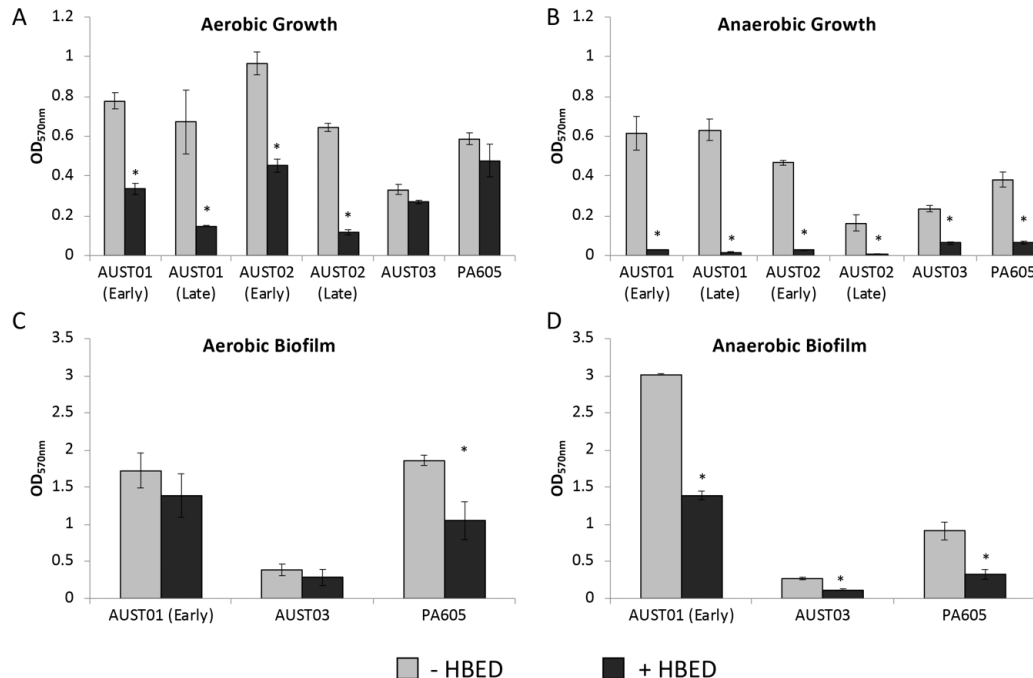 A
Aerobic Growth
1.2
1
0.8
0.6
0.4
0.2
0
OD570nm
*
*
*
*
AUST01 AUST01 AUST02 AUST02 AUST03 PA605
(Early) (Late) (Early) (Late)
B
Anaerobic Growth
1.2
1
0.8
0.6
0.4
0.2
0
OD570nm
*
*
*
*
*
*
AUST01 AUST01 AUST02 AUST02 AUST03 PA605
(Early) (Late) (Early) (Late)
C
Aerobic Biofilm
3.5
3
2.5
2
1.5
1
0.5
0
OD570nm
*
AUST01 (Early) AUST03 PA605
D
Anaerobic Biofilm
3.5
3
2.5
2
1.5
1
0.5
0
OD570nm
*
*
*
AUST01 (Early) AUST03 PA605
- HBED + HBED